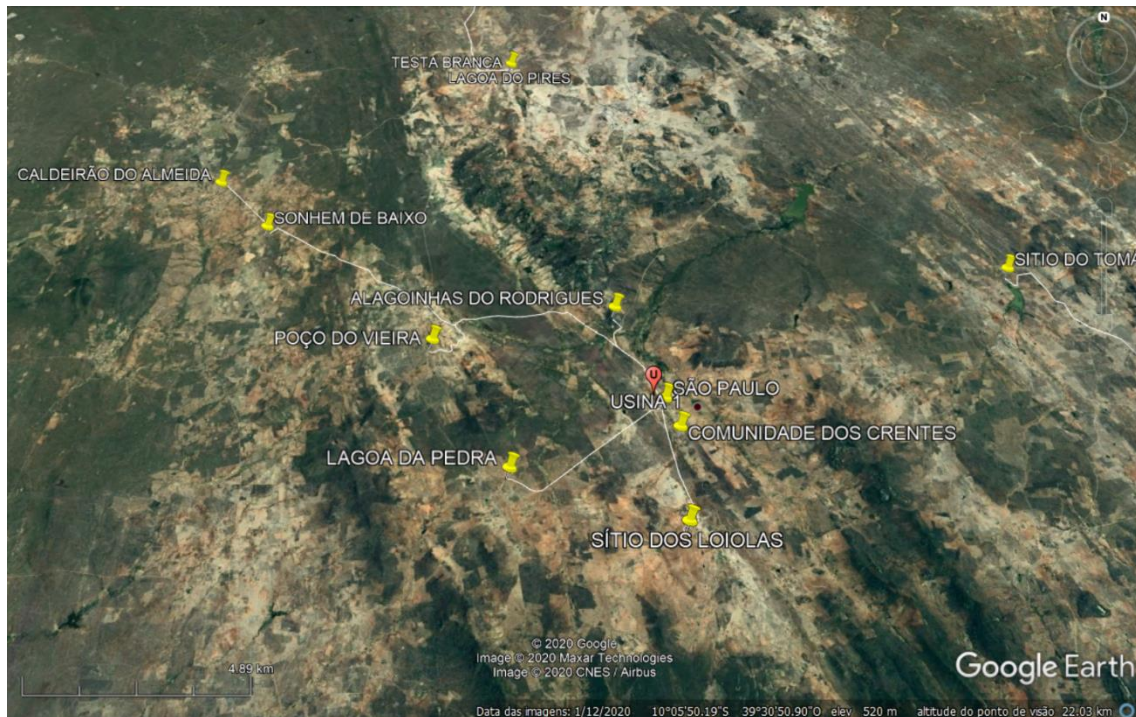 N
TESTA BRANCA
LAGOA DO PIRES
CALDEIRÃO DO ALMEIDA
SONHEM DE BAIXO
SITIO DO TOMA
ALAGOINHAS DO RODRIGUES
POÇO DO VIEIRA
U
SÃO PAULO
USINA 1
COMUNIDADE DOS CRENTES
LAGOA DA PEDRA
SÍTIO DOS LOIOLAS
© 2020 Google
Image © 2020 Maxar Technologies
Image © 2020 CNES / Airbus
4.89 km
Google Earth
Data das imagens: 1/12/2020 10°05'50.19"S 39°30'50.90"O elev 520 m altitude do ponto de visão 22.03 km